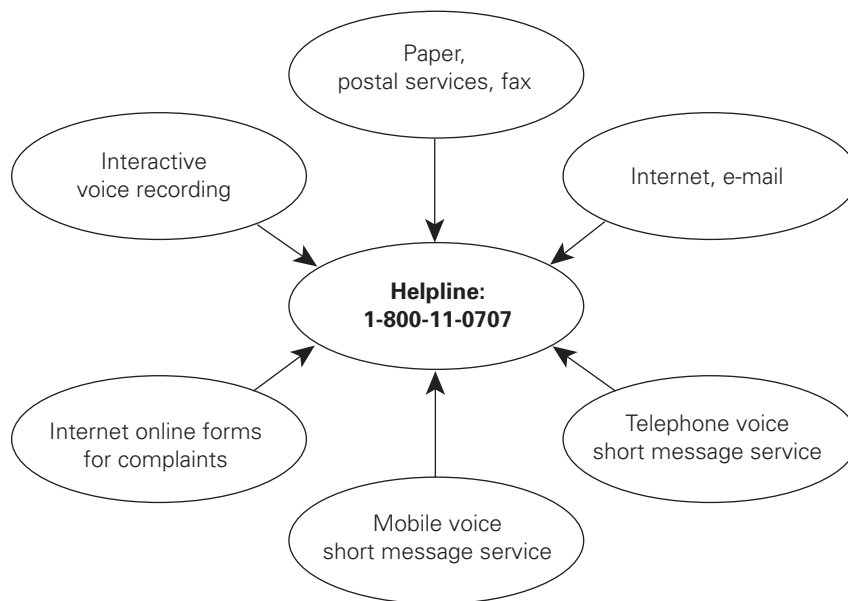 Paper,
postal services, fax
Interactive
voice recording
Internet, e-mail
Helpline:
1-800-11-0707
Internet online forms
for complaints
Telephone voice
short message service
Mobile voice
short message service